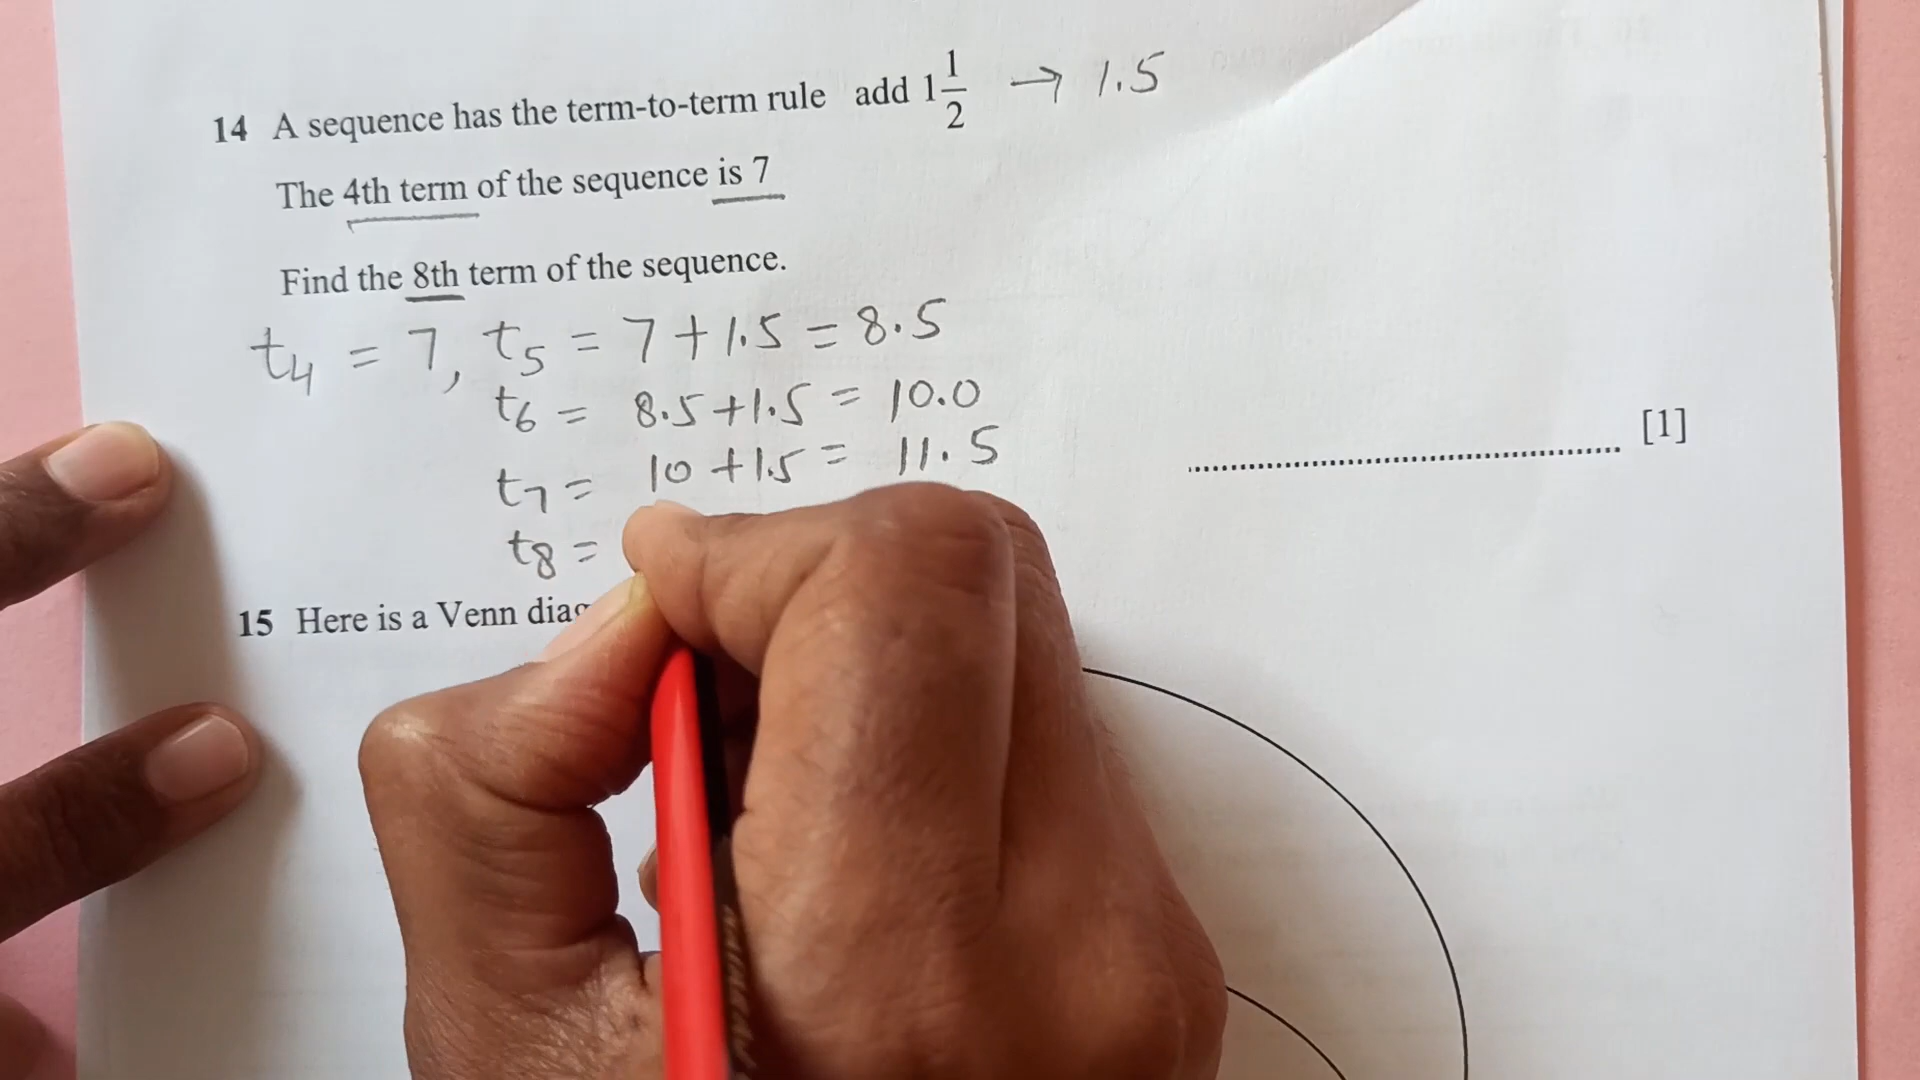 14 A sequence has the term-to-term rule add 1 1/2 → 1.5
The 4th term of the sequence is 7
Find the 8th term of the sequence.
t4 = 7, t5 = 7 + 1.5 = 8.5
t6 = 8.5 + 1.5 = 10.0
t7 = 10 + 1.5 = 11.5
[1]
t8 =
15 Here is a Venn